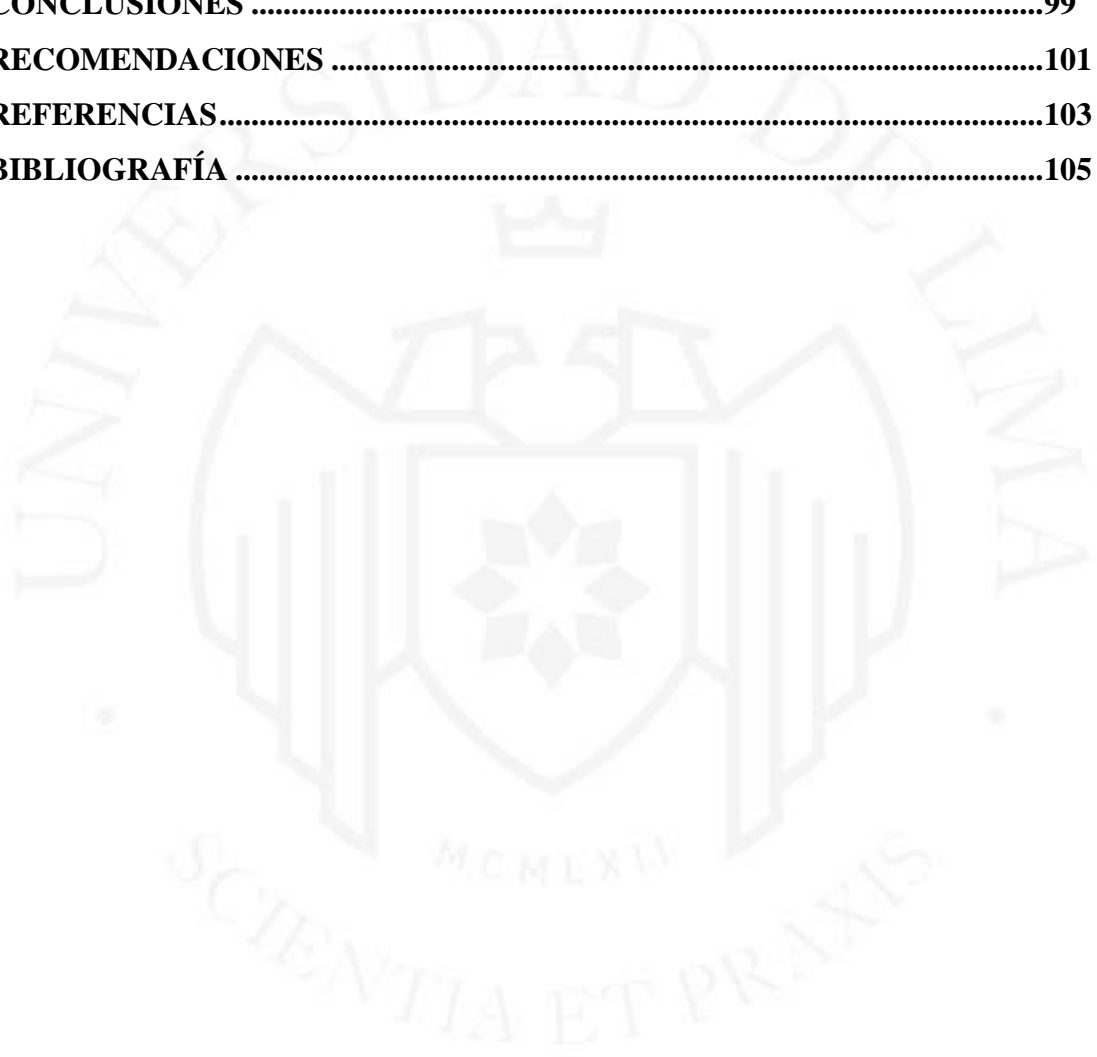 CONCLUSIONES ........................................................................................99
RECOMENDACIONES ...............................................................................101
REFERENCIAS............................................................................................103
BIBLIOGRAFÍA ..........................................................................................105
UNIVERSIDAD DE LIMA
MCMLXII
SCIENTIA ET PRAXIS